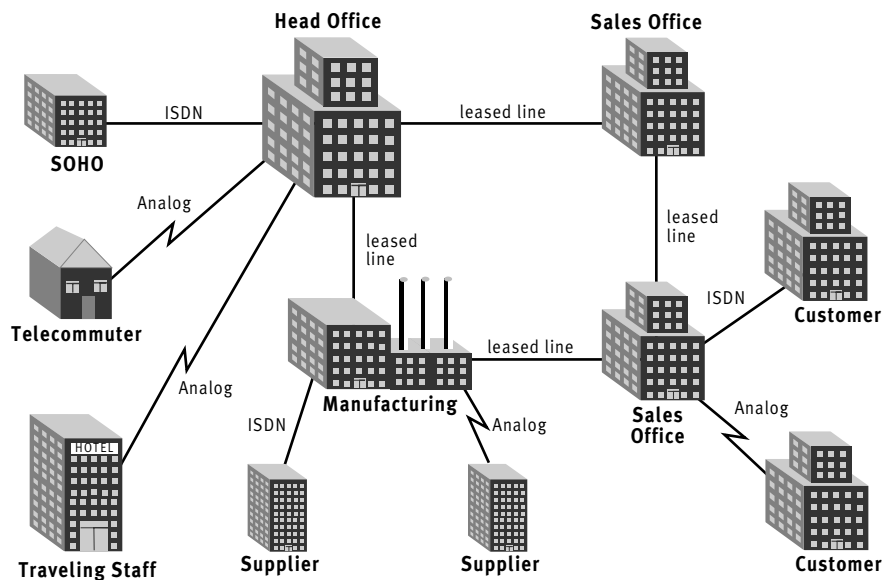 Head Office
Sales Office
ISDN
leased line
SOHO
Analog
leased
line
leased
line
ISDN
Customer
Telecommuter
leased line
Analog
Manufacturing
Sales
Office
ISDN
Analog
Analog
HOTEL
Traveling Staff
Supplier
Supplier
Customer